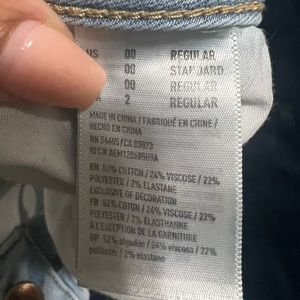 US 00 REGULAR
00 STANDARD
00 REGULAR
2 REGULAR
MADE IN CHINA / FABRIQUÉ EN CHINE /
HECHO EN CHINA
RN 54485/CA 03873
EN 52% COTTON / 24% VISCOSE / 22%
POLYESTER / 2% ELASTANE
EXCLUSIVE OF DECORATION
FR 52% COTON / 24% VISCOSE / 22%
POLYESTER / 2% ÉLASTHANNE
À L'EXCEPTION DE LA GARNITURE
SP 52% algodón / 24% viscosa / 22%
poliéster / 2% elastano